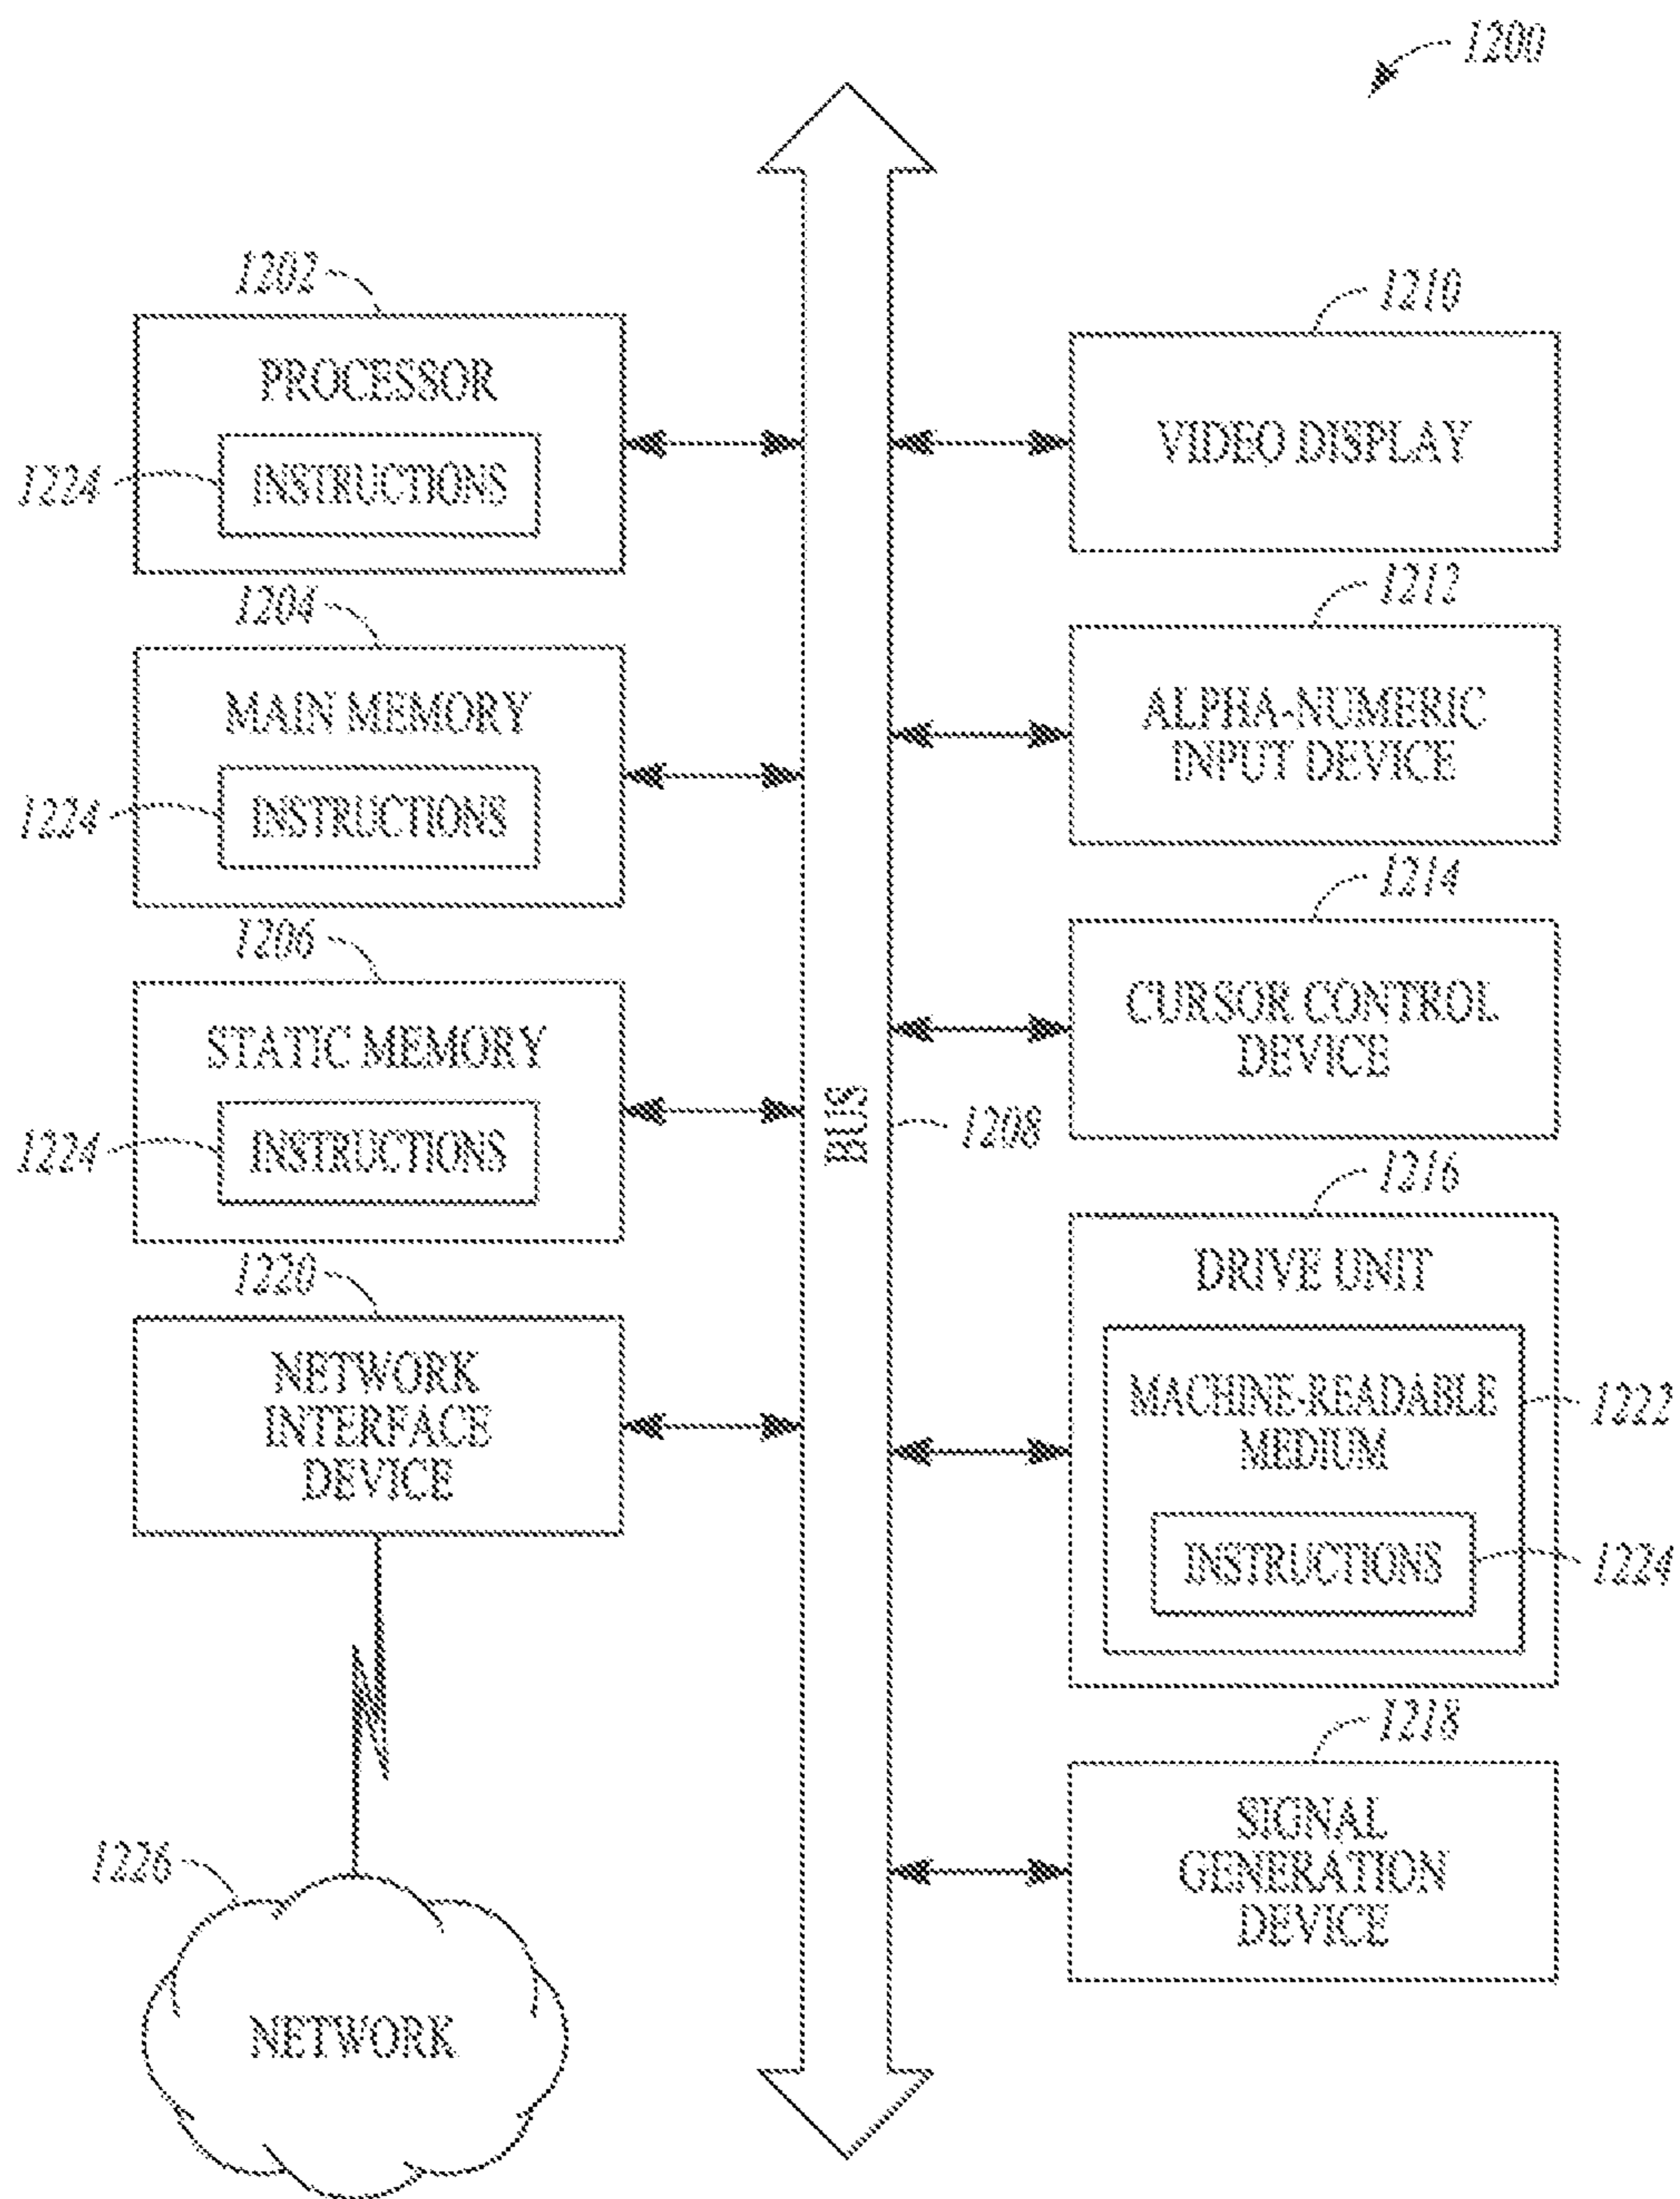 1200
1202
PROCESSOR
1224
INSTRUCTIONS
1204
MAIN MEMORY
1224
INSTRUCTIONS
1206
STATIC MEMORY
1224
INSTRUCTIONS
1220
NETWORK
INTERFACE
DEVICE
1226
NETWORK
BUS
1208
1210
VIDEO DISPLAY
1212
ALPHA-NUMERIC
INPUT DEVICE
1214
CURSOR CONTROL
DEVICE
1216
DRIVE UNIT
MACHINE-READABLE
MEDIUM
1222
INSTRUCTIONS
1224
1218
SIGNAL
GENERATION
DEVICE